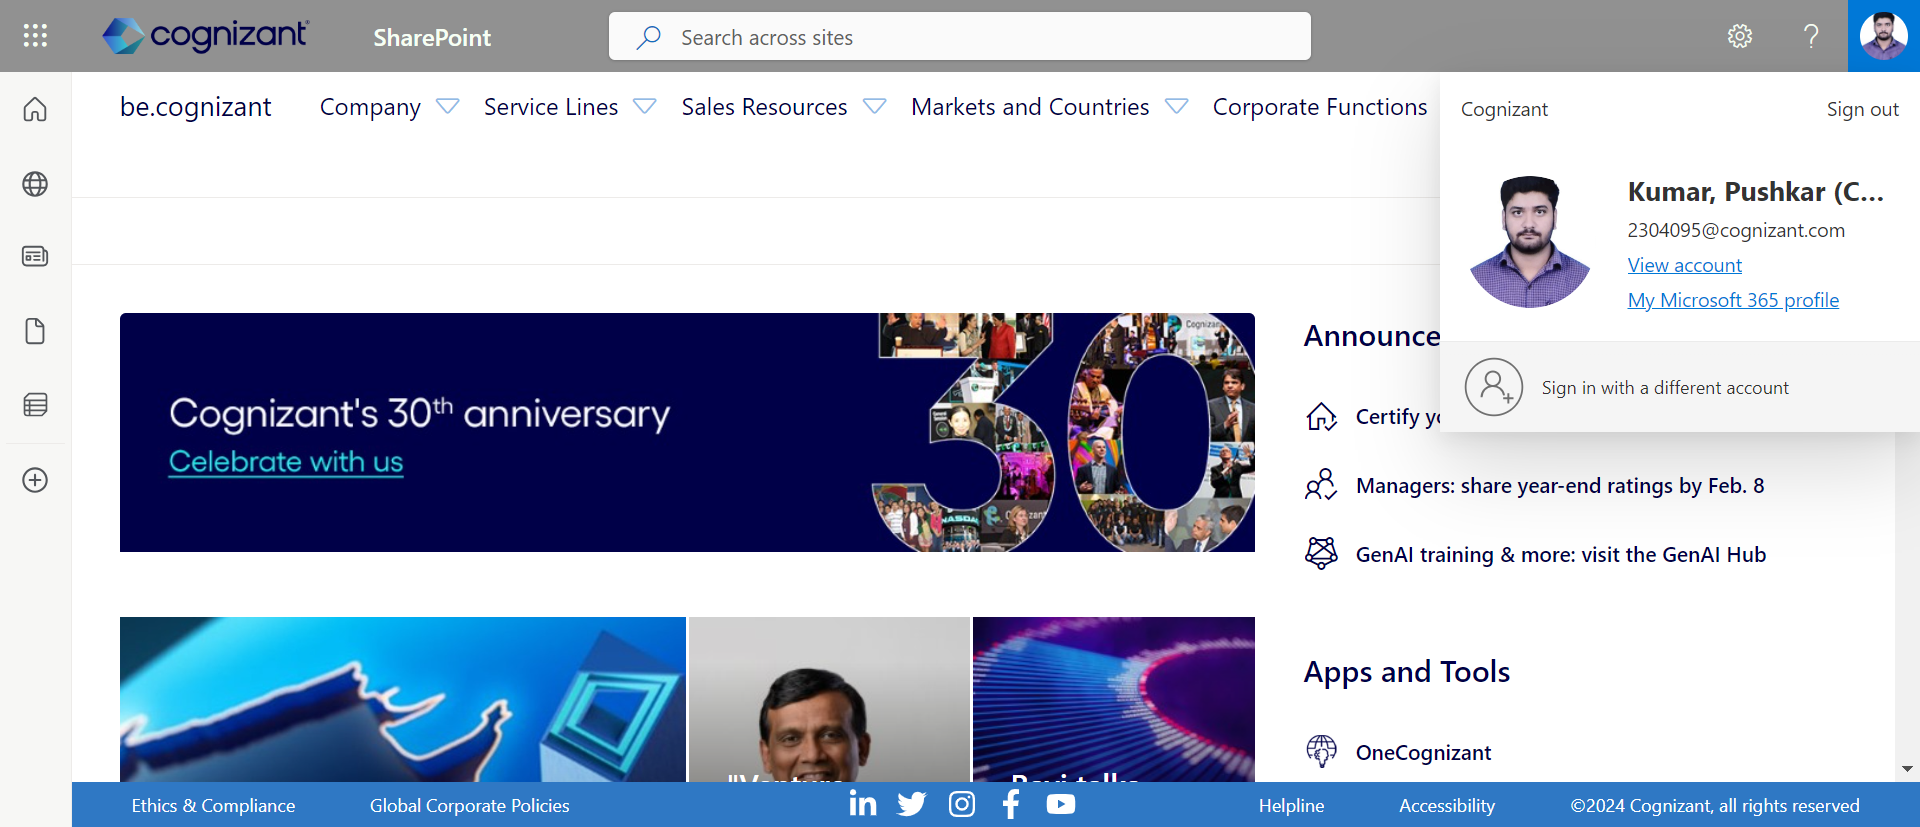 cognizant
SharePoint
Search across sites
be.cognizant
Company
Service Lines
Sales Resources
Markets and Countries
Corporate Functions
Cognizant
Sign out
Kumar, Pushkar (C...
2304095@cognizant.com
View account
My Microsoft 365 profile
Sign in with a different account
Cognizant's 30th anniversary
Celebrate with us
30
Announce
Certify yo
Managers: share year-end ratings by Feb. 8
GenAI training & more: visit the GenAI Hub
Apps and Tools
OneCognizant
Ethics & Compliance
Global Corporate Policies
Helpline
Accessibility
©2024 Cognizant, all rights reserved